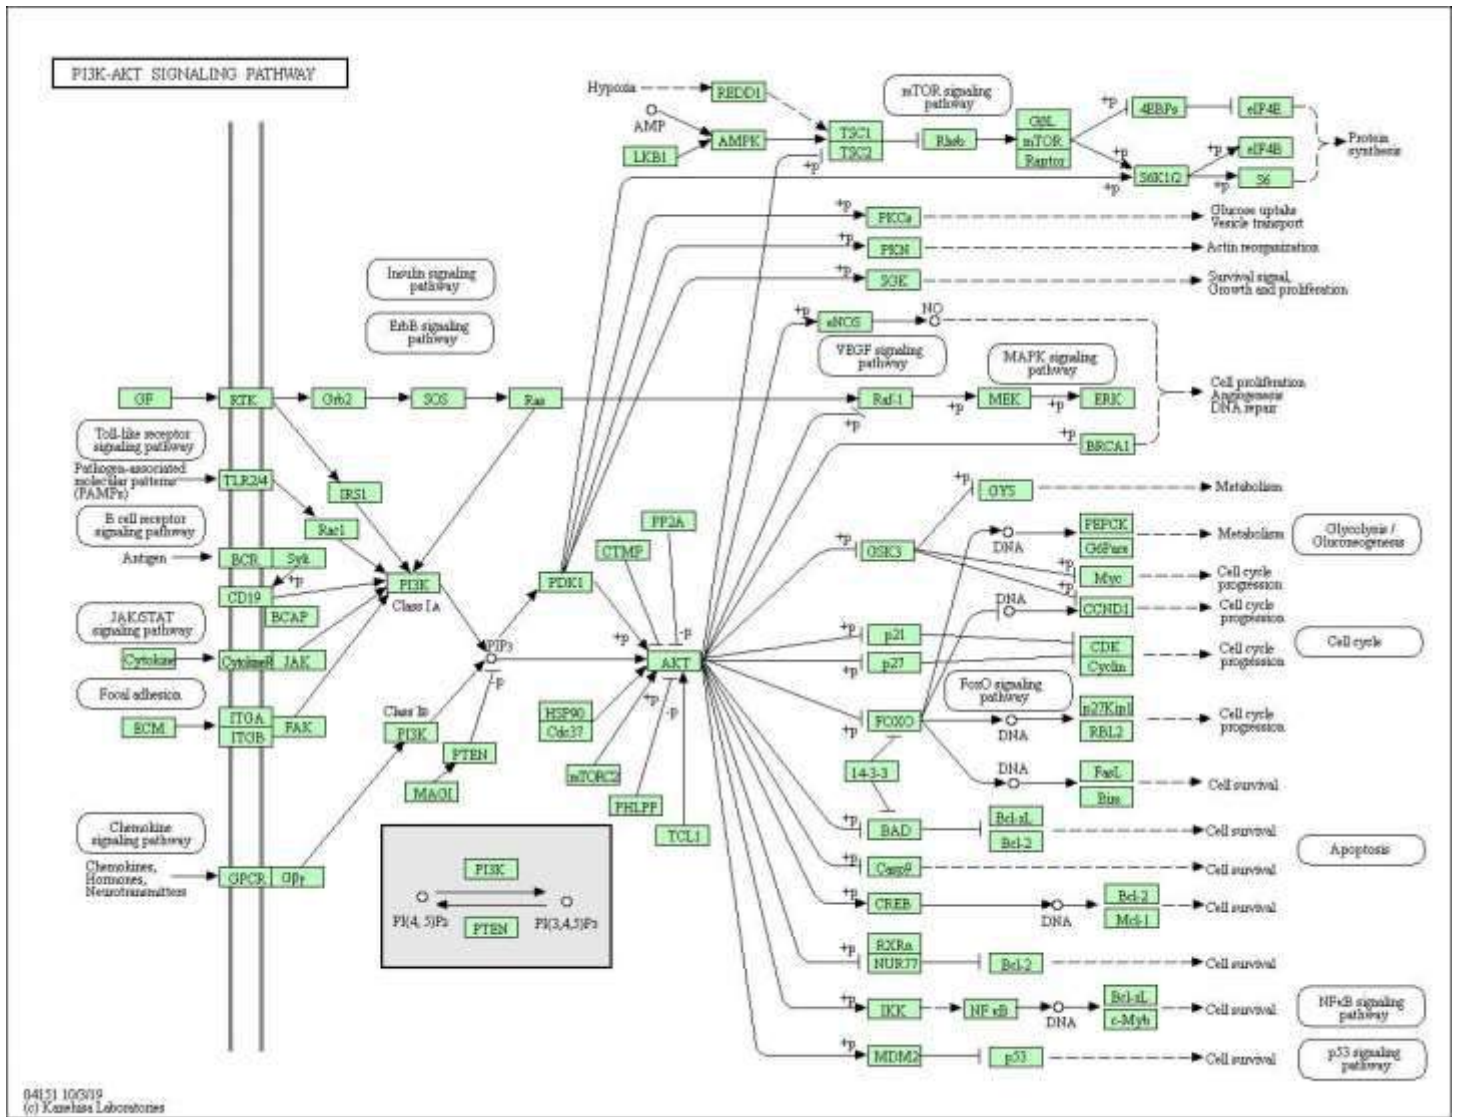 PI3K-AKT SIGNALING PATHWAY
Hypoxia
REDD1
mTOR signaling
pathway
AMP
AMPK
LKB1
TSC1
TSC2
+p
Rheb
GβL
mTOR
Raptor
+p
4EBPs
eIF4E
+p
S6K1/2
+p
+p
eIF4B
+p
S6
Protein
synthesis
+p
PKCs
Glucose uptake
Vesicle transport
+p
PKN
Actin reorganization
+p
SGK
Survival signal,
Growth and proliferation
Insulin signaling
pathway
ErbB signaling
pathway
+p
eNOS
NO
VEGF signaling
pathway
MAPK signaling
pathway
GF
RTK
Grb2
SOS
Ras
Raf-1
+p
+p
MEK
+p
ERK
+p
BRCA1
Cell proliferation
Angiogenesis
DNA repair
Toll-like receptor
signaling pathway
Pathogen-associated
molecular patterns
(PAMPs)
TLR2/4
IRS1
Rac1
B cell receptor
signaling pathway
Antigen
BCR
Syk
+p
CD19
BCAP
PI3K
Class IA
PDK1
CTMP
PP2A
+p
-p
+p
GYS
Metabolism
+p
GSK3
DNA
PEPCK
G6Pase
Metabolism
Glycolysis /
Gluconeogenesis
+p
Myc
Cell cycle
progression
+p
DNA
CCND1
Cell cycle
progression
JAK/STAT
signaling pathway
Cytokine
CytokineR
JAK
PIP3
-p
AKT
+p
p21
+p
p27
CDK
Cyclin
Cell cycle
progression
Cell cycle
Focal adhesion
ECM
ITGA
ITGB
FAK
Class IB
PI3K
PTEN
MAGI
HSP90
Cdc37
+p
-p
mTORC2
PHLPP
TCL1
FoxO signaling
pathway
FOXO
+p
DNA
p27Kip1
RBL2
Cell cycle
progression
14-3-3
DNA
FasL
Bim
Cell survival
Chemokine
signaling pathway
Chemokines,
Hormones,
Neurotransmitters
GPCR
Gβγ
PI3K
PI(4, 5)P2
PI(3,4,5)P3
PTEN
+p
BAD
Bcl-xL
Bcl-2
Cell survival
Apoptosis
+p
Casp9
Cell survival
+p
CREB
DNA
Bcl-2
Mcl-1
Cell survival
+p
RXRα
NUR77
Bcl-2
Cell survival
+p
IKK
NFκB
DNA
Bcl-xL
c-Myb
Cell survival
NFκB signaling
pathway
+p
MDM2
p53
Cell survival
p53 signaling
pathway
04151 10/3/19
(c) Kanehisa Laboratories